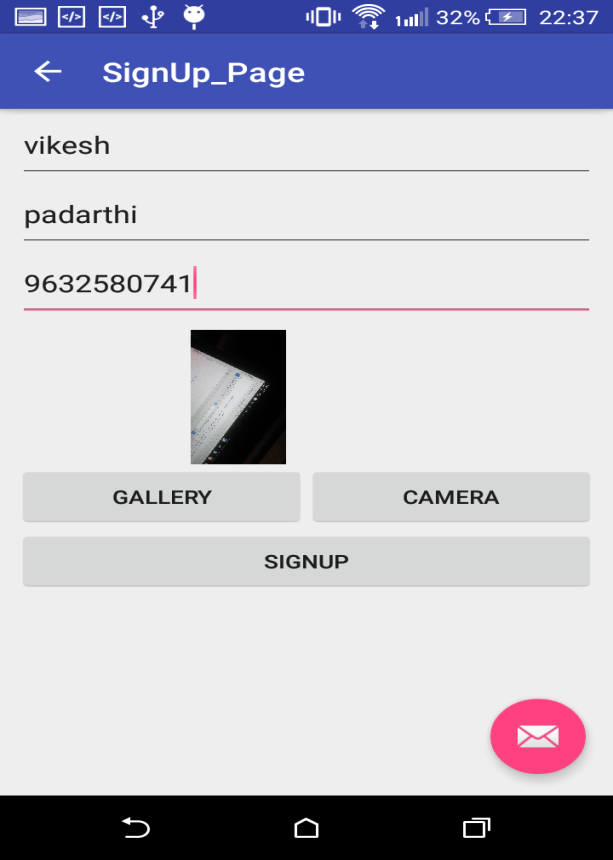 32% 22:37
SignUp_Page
vikesh
padarthi
9632580741
GALLERY CAMERA
SIGNUP